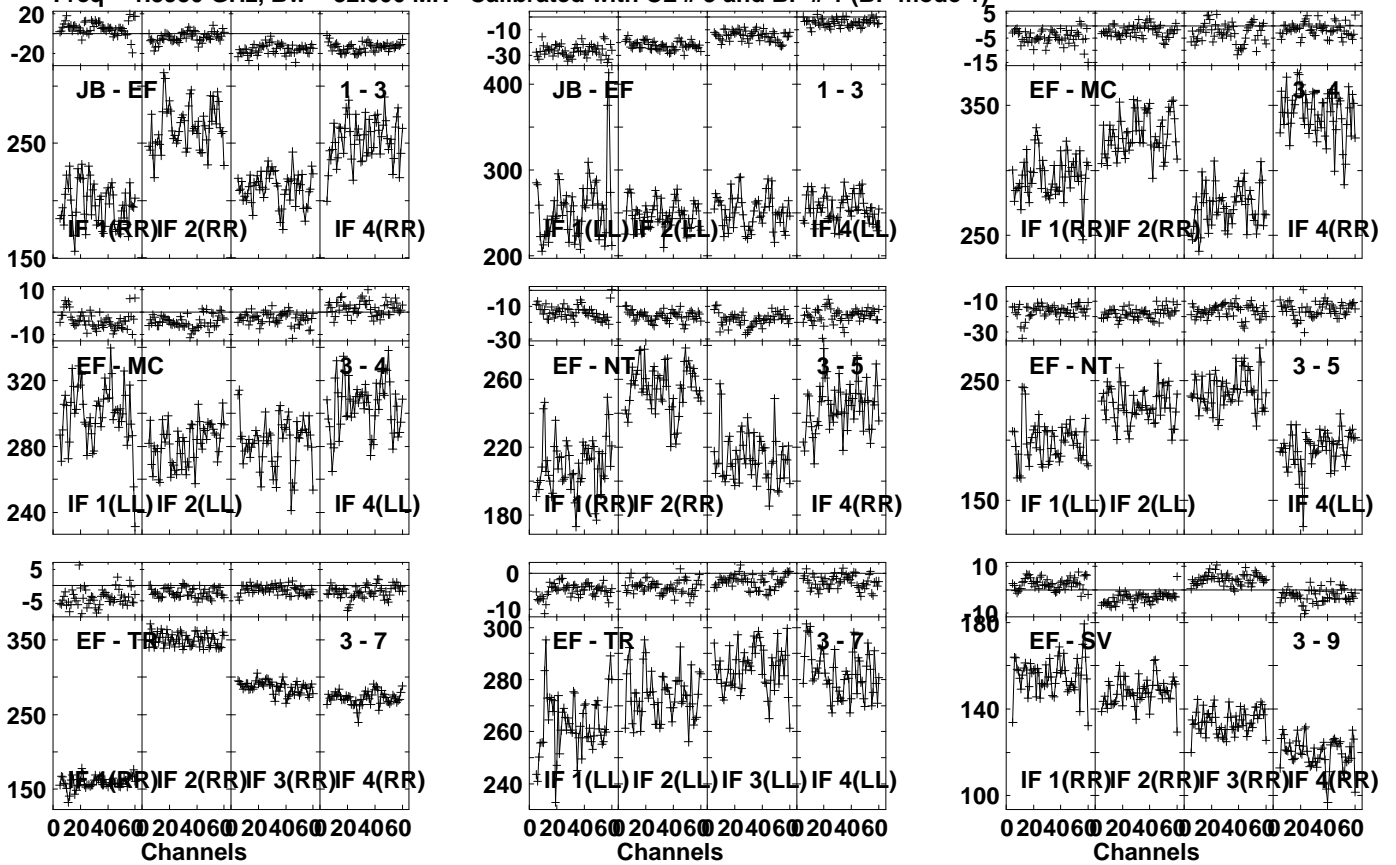 JB - EF 1 - 3
20
0
-20
250
150
IF 1(RR) IF 2(RR) IF 4(RR)
JB - EF 1 - 3
-10
-30
400
300
200
IF 1(LL) IF 2(LL) IF 4(LL)
EF - MC 3 - 4
5
-5
-15
350
250
IF 1(RR) IF 2(RR) IF 4(RR)
EF - MC 3 - 4
10
0
-10
320
280
240
IF 1(LL) IF 2(LL) IF 4(LL)
EF - NT 3 - 5
-10
-30
260
220
180
IF 1(RR) IF 2(RR) IF 4(RR)
EF - NT 3 - 5
-10
-30
250
150
IF 1(LL) IF 2(LL) IF 4(LL)
EF - TR 3 - 7
5
-5
350
250
150
IF 1(RR) IF 2(RR) IF 3(RR) IF 4(RR)
EF - TR 3 - 7
0
-10
300
280
260
240
IF 1(LL) IF 2(LL) IF 3(LL) IF 4(LL)
EF - SV 3 - 9
10
-10
180
140
100
IF 1(RR) IF 2(RR) IF 3(RR) IF 4(RR)
0 20 40 60 0 20 40 60 0 20 40 60 0 20 40 60
Channels
0 20 40 60 0 20 40 60 0 20 40 60 0 20 40 60
Channels
0 20 40 60 0 20 40 60 0 20 40 60 0 20 40 60
Channels